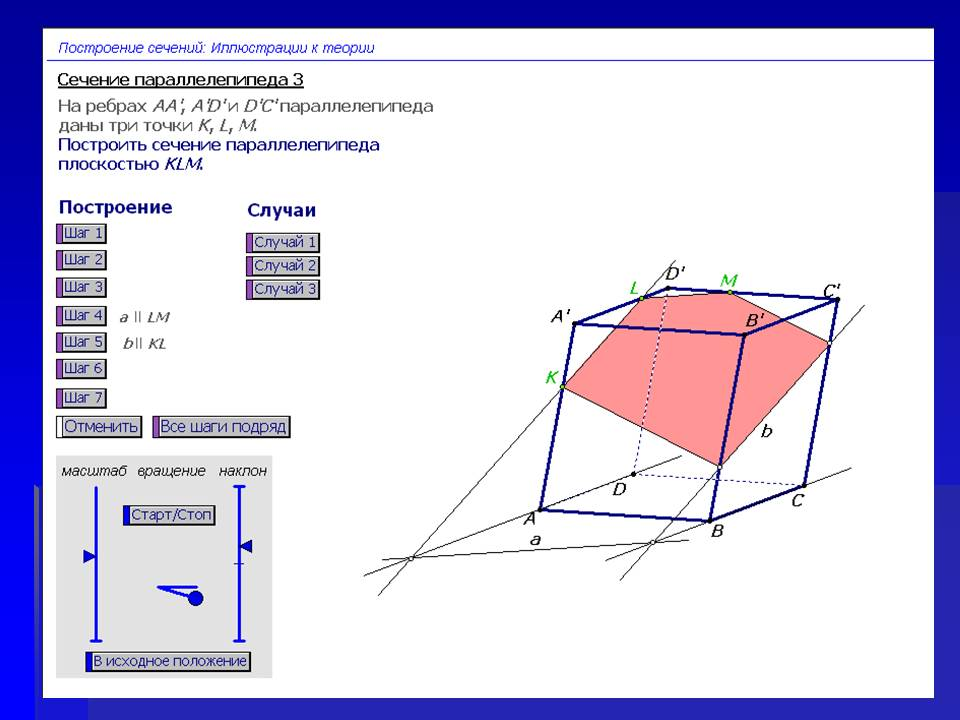 Построение сечений: Иллюстрации к теории
Сечение параллелепипеда 3
На ребрах AA', A'D' и D'C' параллелепипеда
даны три точки K, L, M.
Построить сечение параллелепипеда
плоскостью KLM.
Построение
Случаи
Шаг 1
Шаг 2
Шаг 3
Шаг 4 a || LM
Шаг 5 b || KL
Шаг 6
Шаг 7
Случай 1
Случай 2
Случай 3
Отменить
Все шаги подряд
масштаб вращение наклон
Старт/Стоп
В исходное положение
D'
L
M
C'
A'
B'
K
b
D
C
A
B
a